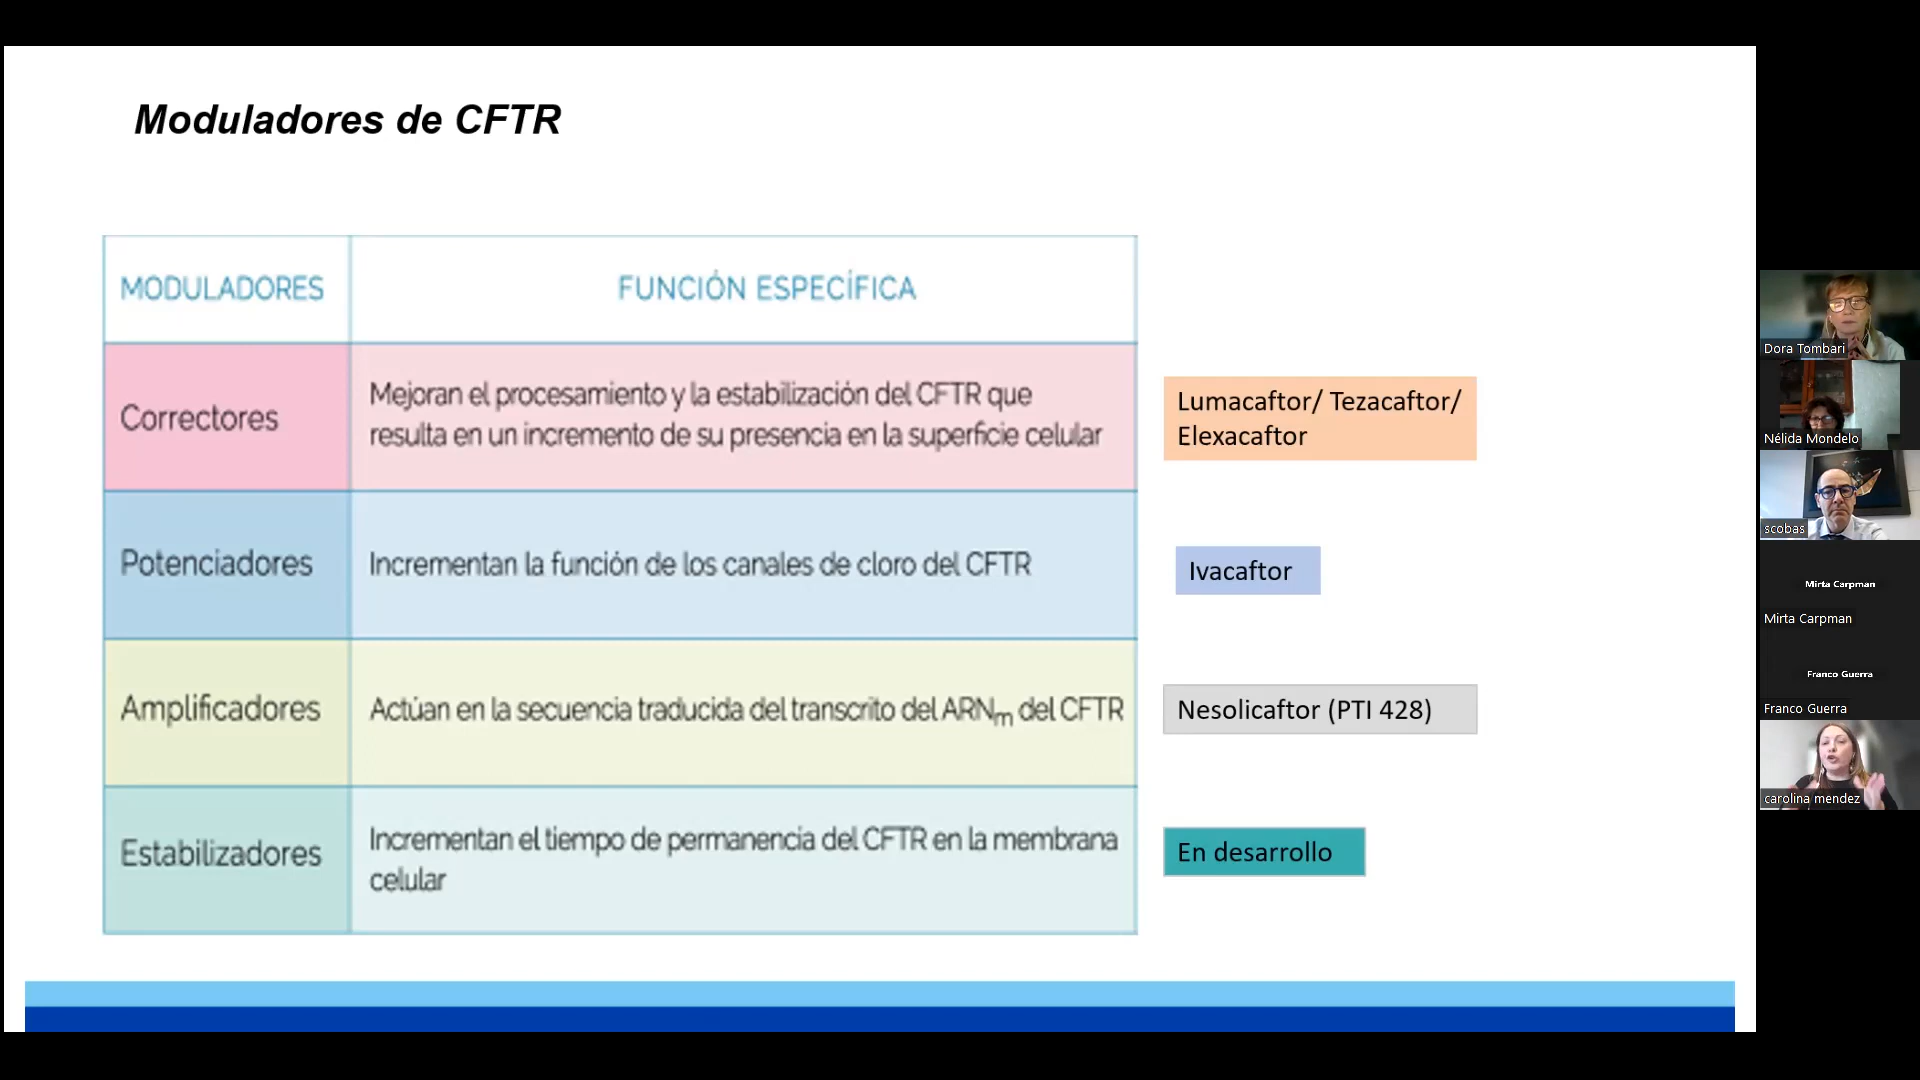 Moduladores de CFTR
MODULADORES
FUNCIÓN ESPECÍFICA
Correctores
Mejoran el procesamiento y la estabilización del CFTR que
resulta en un incremento de su presencia en la superficie celular
Lumacaftor/ Tezacaftor/
Elexacaftor
Potenciadores
Incrementan la función de los canales de cloro del CFTR
Ivacaftor
Amplificadores
Actúan en la secuencia traducida del transcrito del ARNm del CFTR
Nesolicaftor (PTI 428)
Estabilizadores
Incrementan el tiempo de permanencia del CFTR en la membrana
celular
En desarrollo
Dora Tombari
Nélida Mondelo
scobas
Mirta Carpman
Mirta Carpman
Franco Guerra
Franco Guerra
carolina mendez